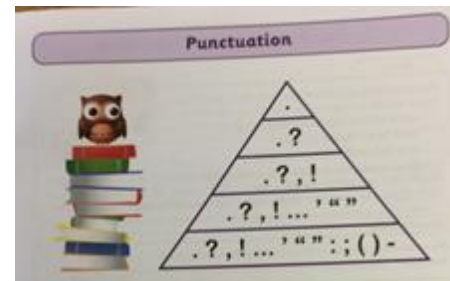 Punctuation
.
. ?
. ? , !
. ? , ! ... ’ “ ”
. ? , ! ... ’ “ ” : ; ( ) -